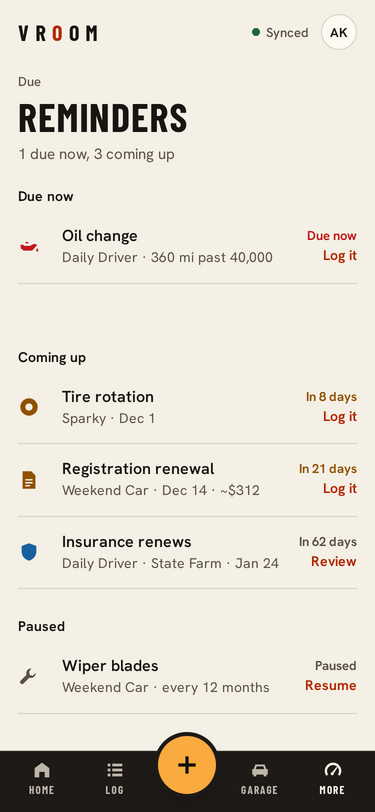 VROOM
Synced
AK
Due
REMINDERS
1 due now, 3 coming up
Due now
Oil change
Due now
Daily Driver · 360 mi past 40,000
Log it
Coming up
Tire rotation
In 8 days
Sparky · Dec 1
Log it
Registration renewal
In 21 days
Weekend Car · Dec 14 · ~$312
Log it
Insurance renews
In 62 days
Daily Driver · State Farm · Jan 24
Review
Paused
Wiper blades
Paused
Weekend Car · every 12 months
Resume
HOME
LOG
GARAGE
MORE